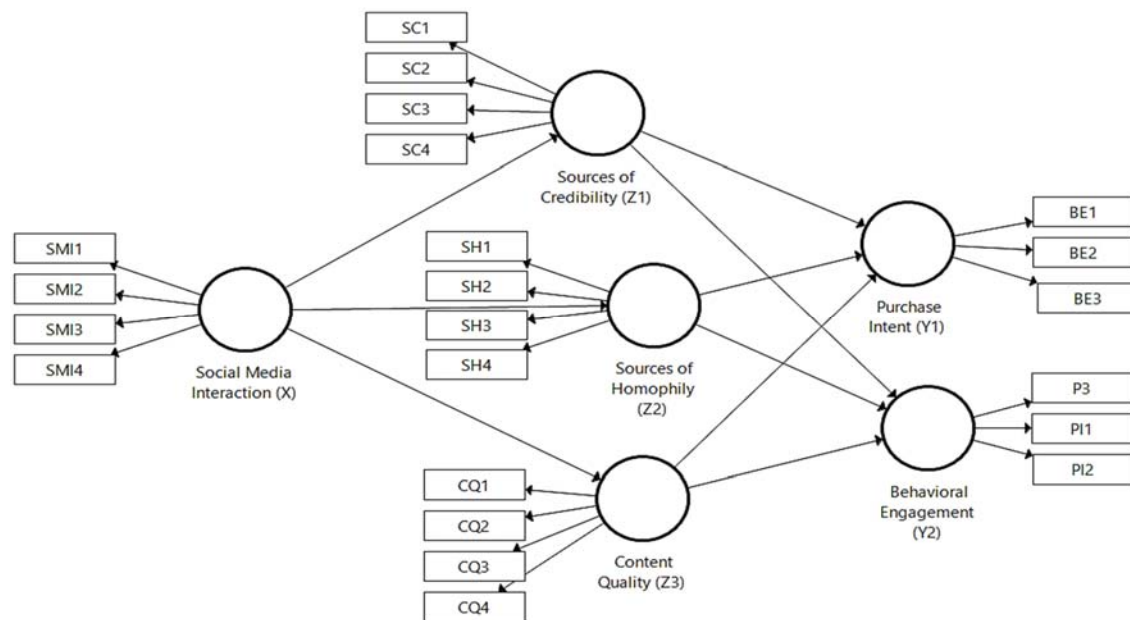 SC1
SC2
SC3
SC4
Sources of
Credibility (Z1)
SMI1
SMI2
SMI3
SMI4
Social Media
Interaction (X)
SH1
SH2
SH3
SH4
Sources of
Homophily
(Z2)
CQ1
CQ2
CQ3
CQ4
Content
Quality (Z3)
Purchase
Intent (Y1)
BE1
BE2
BE3
Behavioral
Engagement
(Y2)
P3
PI1
PI2